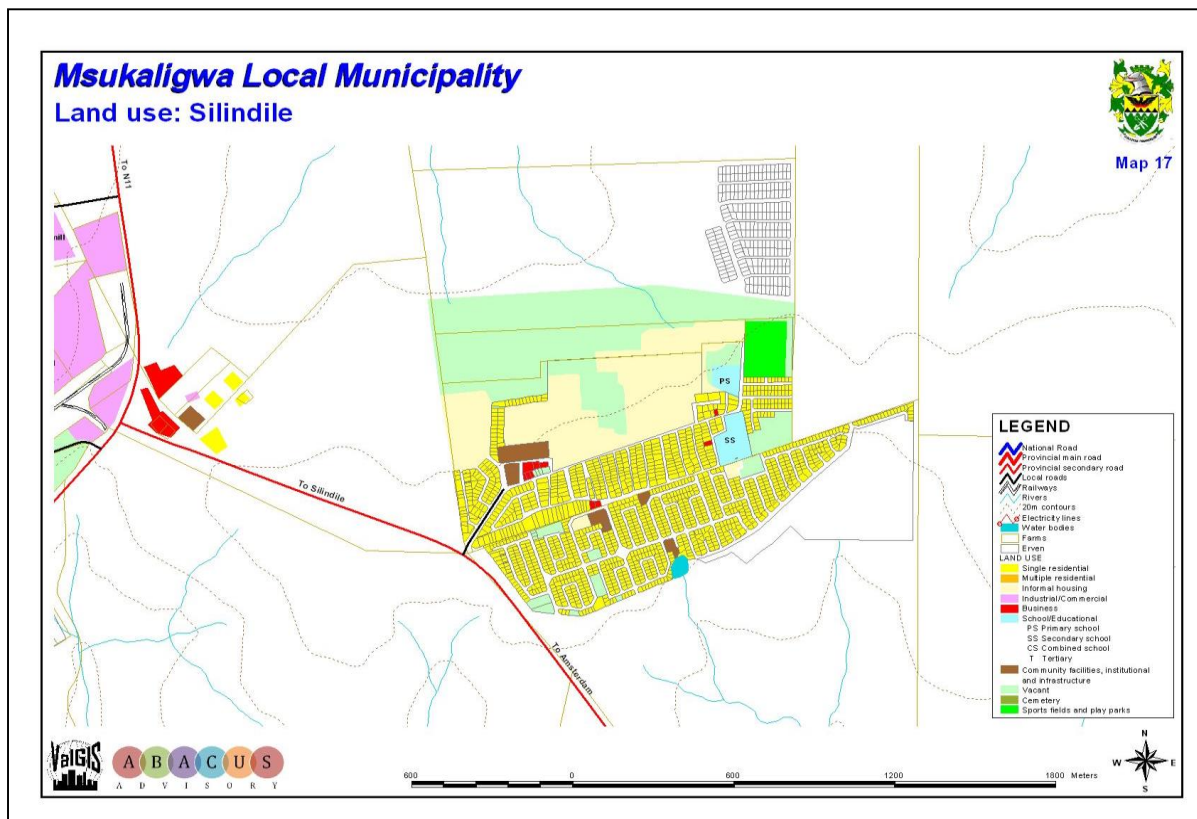 Msukaligwa Local Municipality
Land use: Silindile
Map 17
To N11
mill
To Silindile
To Amsterdam
PS
SS
LEGEND
National Road
Provincial main road
Provincial secondary road
Local roads
Railways
Rivers
20m contours
Electricity lines
Water bodies
Farms
Erven
LAND USE
Single residential
Multiple residential
Informal housing
Industrial/Commercial
Business
School/Educational
PS Primary school
SS Secondary school
CS Combined school
T Tertiary
Community facilities, institutional
and infrastructure
Vacant
Cemetery
Sports fields and play parks
ValGIS
ABACUS
ADVISORY
600 0 600 1200 1800 Meters
N
W E
S